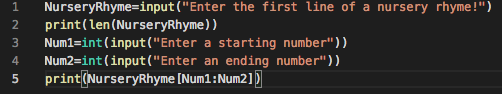 1 NurseryRhyme=input("Enter the first line of a nursery rhyme!")
2 print(len(NurseryRhyme))
3 Num1=int(input("Enter a starting number"))
4 Num2=int(input("Enter an ending number"))
5 print(NurseryRhyme[Num1:Num2])